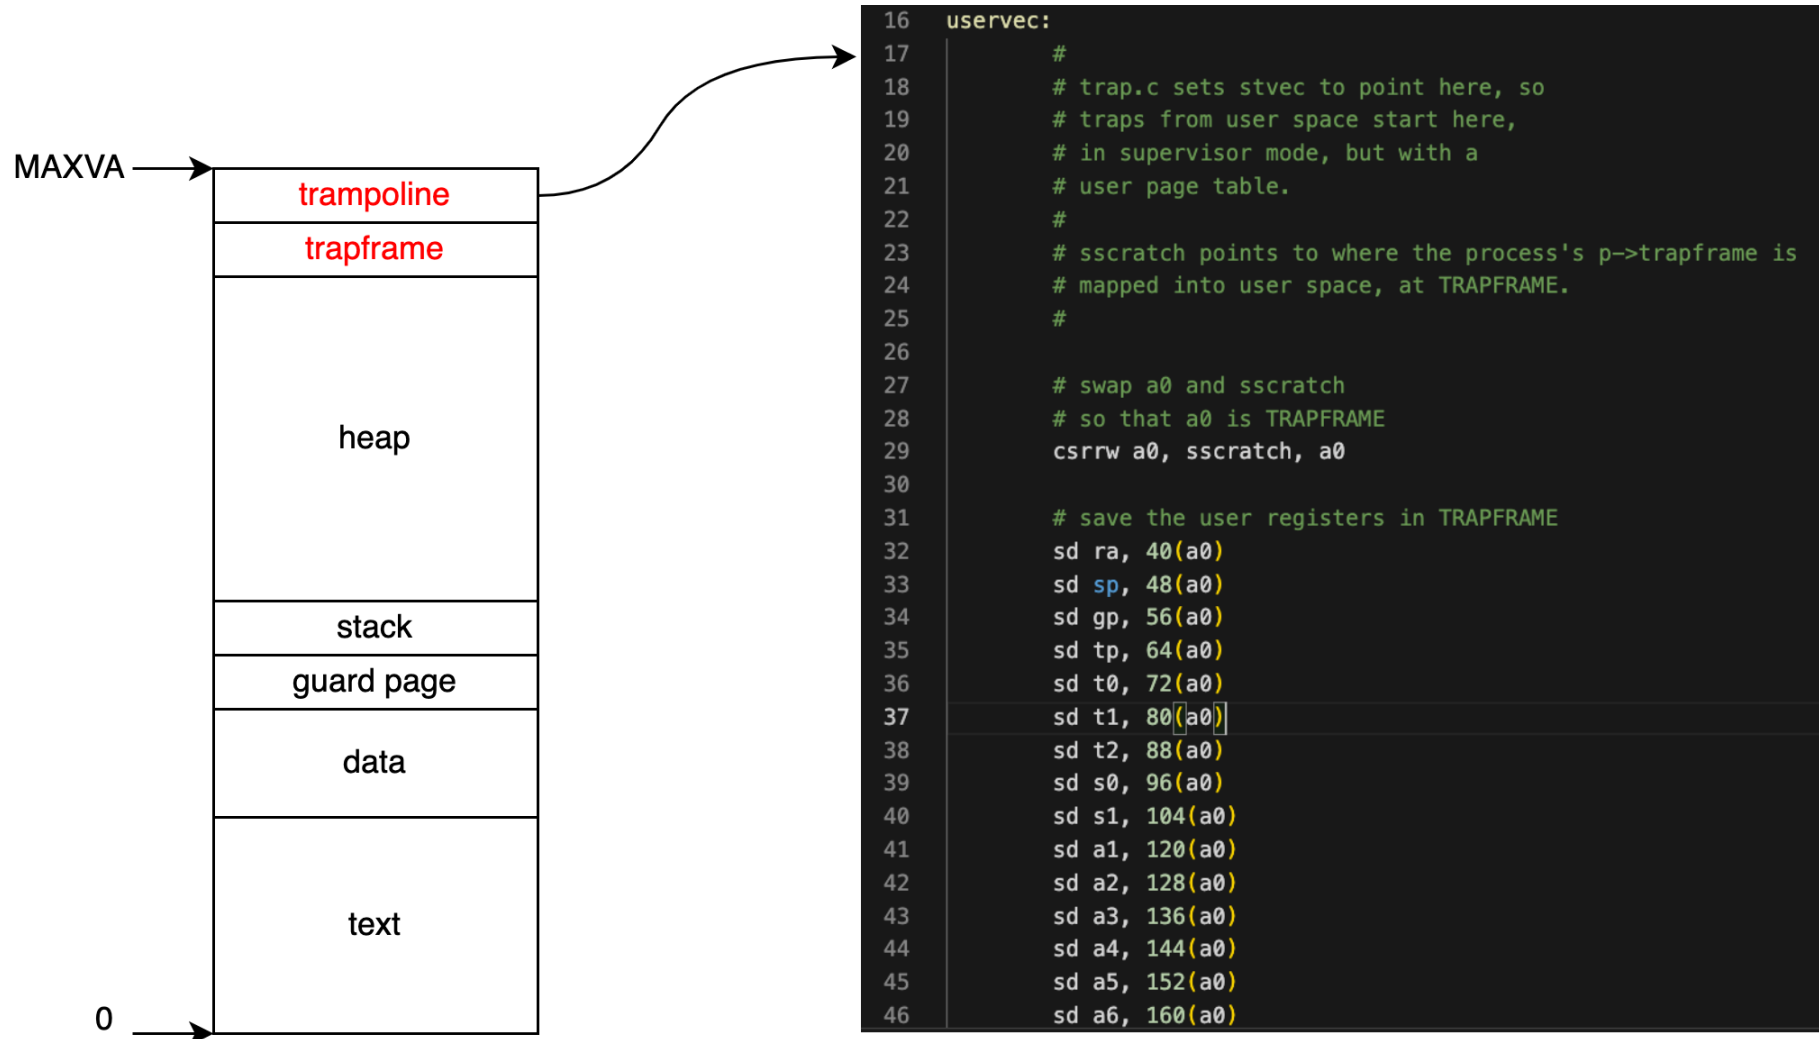 MAXVA
trampoline
trapframe
heap
stack
guard page
data
text
0
16 uservec:
17 #
18 # trap.c sets stvec to point here, so
19 # traps from user space start here,
20 # in supervisor mode, but with a
21 # user page table.
22 #
23 # sscratch points to where the process's p->trapframe is
24 # mapped into user space, at TRAPFRAME.
25 #
26
27 # swap a0 and sscratch
28 # so that a0 is TRAPFRAME
29 csrrw a0, sscratch, a0
30
31 # save the user registers in TRAPFRAME
32 sd ra, 40(a0)
33 sd sp, 48(a0)
34 sd gp, 56(a0)
35 sd tp, 64(a0)
36 sd t0, 72(a0)
37 sd t1, 80(a0)
38 sd t2, 88(a0)
39 sd s0, 96(a0)
40 sd s1, 104(a0)
41 sd a1, 120(a0)
42 sd a2, 128(a0)
43 sd a3, 136(a0)
44 sd a4, 144(a0)
45 sd a5, 152(a0)
46 sd a6, 160(a0)